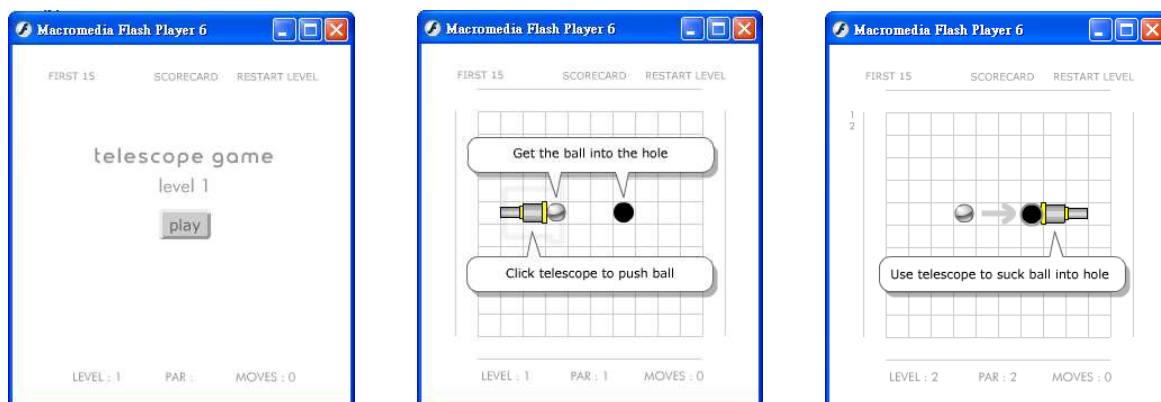 Macromedia Flash Player 6
FIRST 15 SCORECARD RESTART LEVEL
telescope game
level 1
play
LEVEL : 1 PAR : MOVES : 0
Macromedia Flash Player 6
FIRST 15 SCORECARD RESTART LEVEL
Get the ball into the hole
Click telescope to push ball
LEVEL : 1 PAR : 1 MOVES : 0
Macromedia Flash Player 6
FIRST 15 SCORECARD RESTART LEVEL
1
2
Use telescope to suck ball into hole
LEVEL : 2 PAR : 2 MOVES : 0